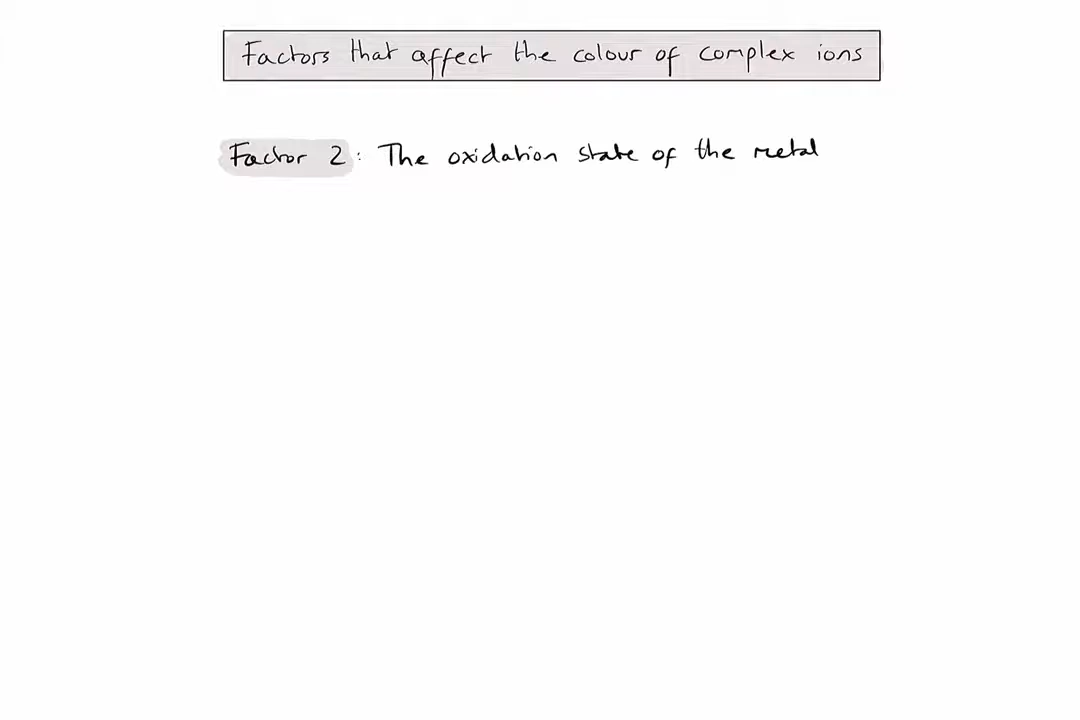 Factors that affect the colour of complex ions
Factor 2: The oxidation state of the metal